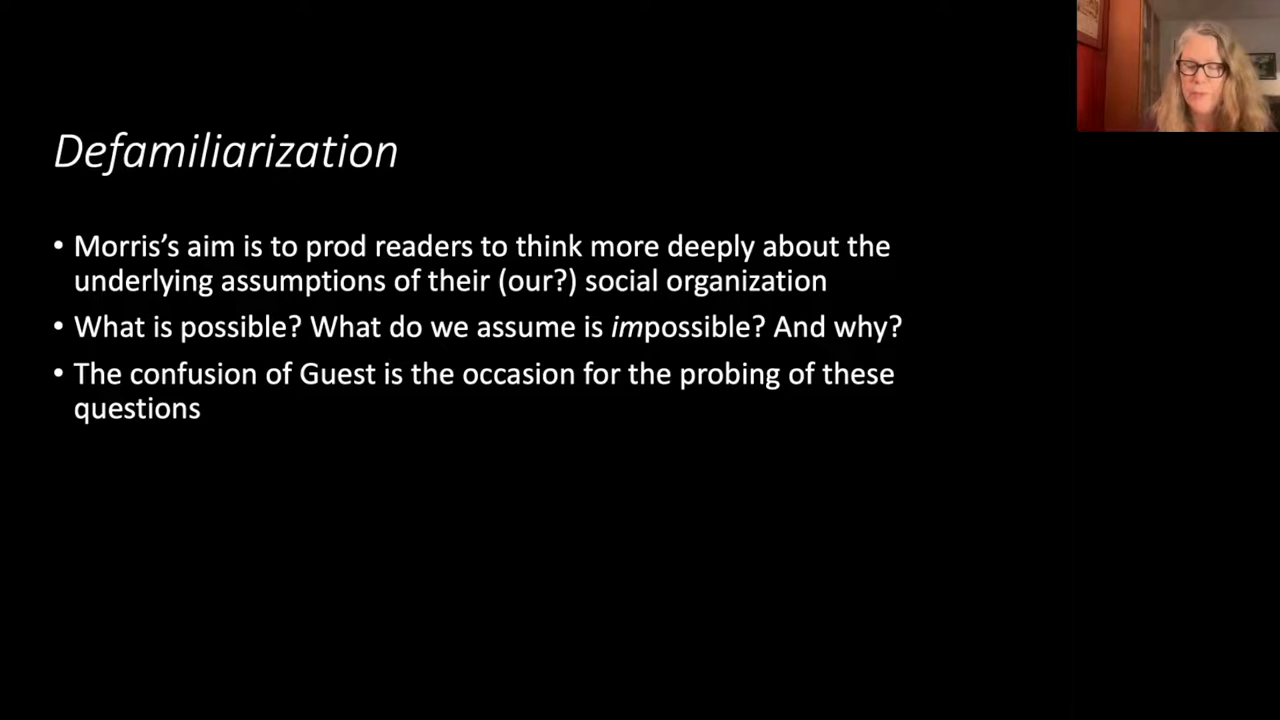 Defamiliarization
• Morris’s aim is to prod readers to think more deeply about the
underlying assumptions of their (our?) social organization
• What is possible? What do we assume is impossible? And why?
• The confusion of Guest is the occasion for the probing of these
questions